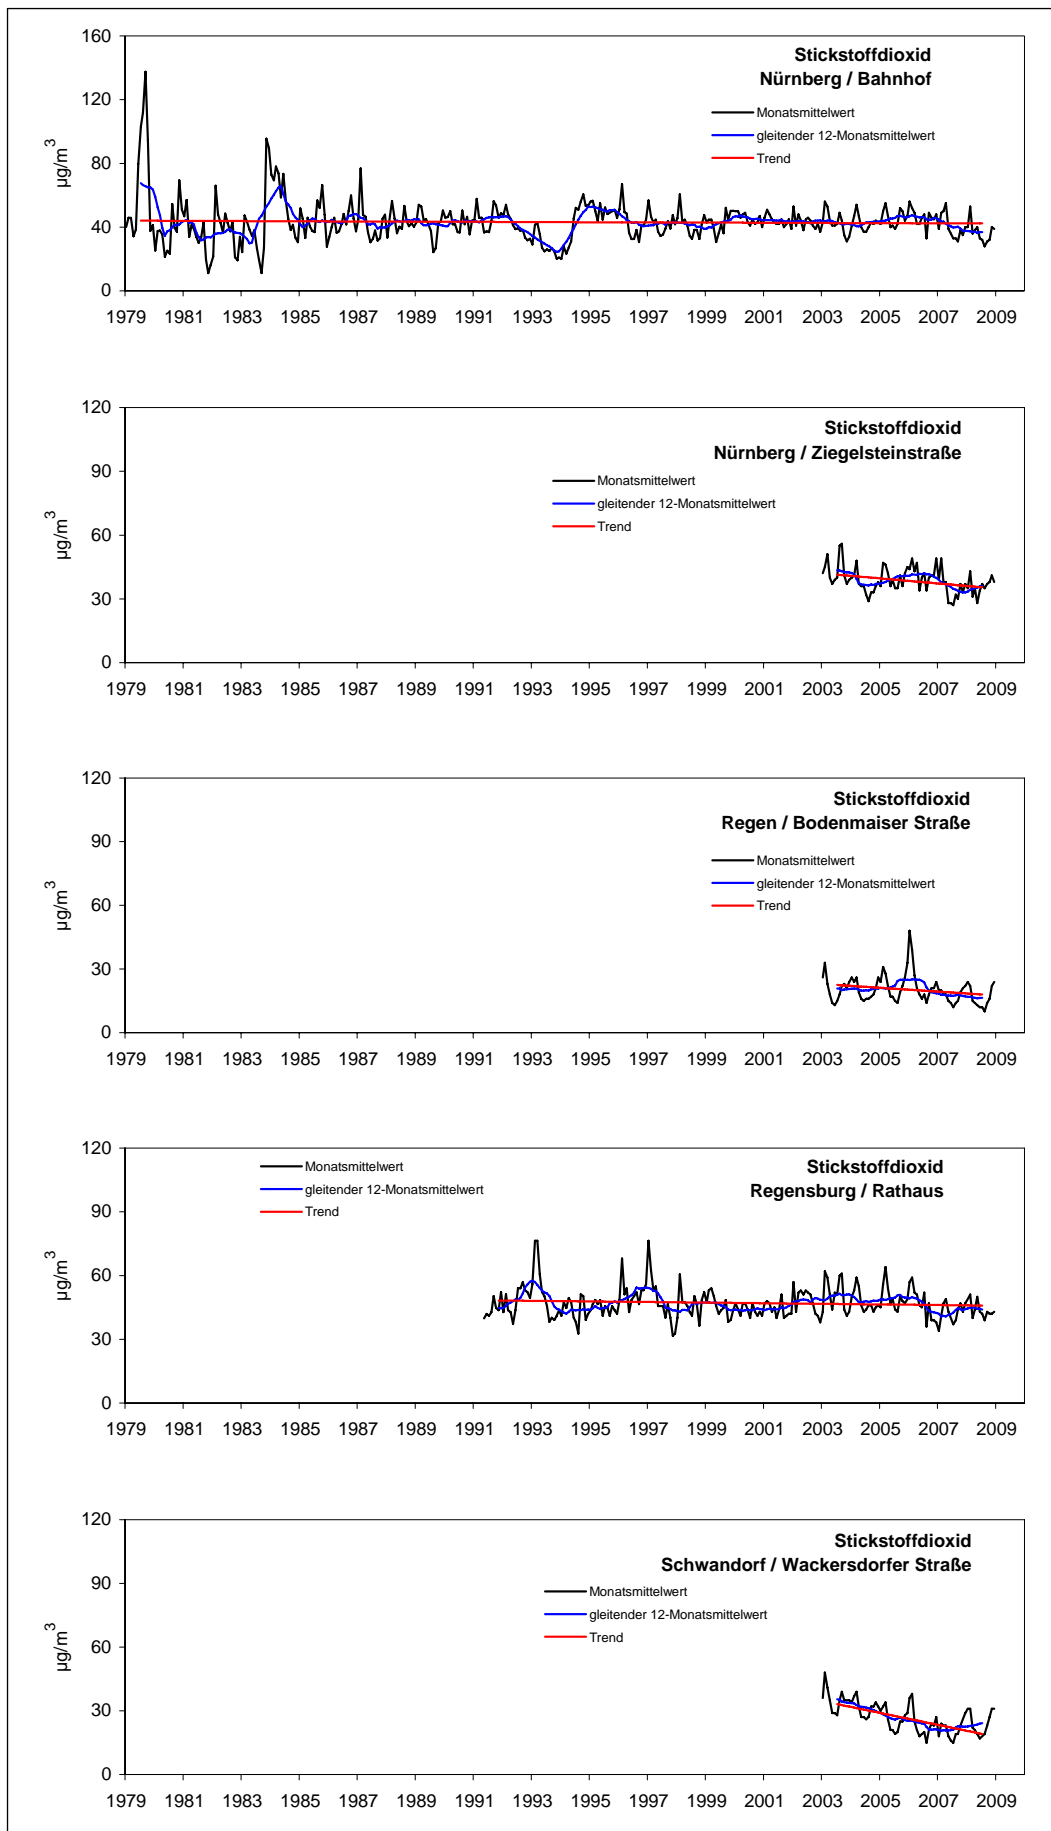 160
120
80
40
0
µg/m³
Stickstoffdioxid
Nürnberg / Bahnhof
Monatsmittelwert
gleitender 12-Monatsmittelwert
Trend
1979 1981 1983 1985 1987 1989 1991 1993 1995 1997 1999 2001 2003 2005 2007 2009
120
90
60
30
0
µg/m³
Stickstoffdioxid
Nürnberg / Ziegelsteinstraße
Monatsmittelwert
gleitender 12-Monatsmittelwert
Trend
1979 1981 1983 1985 1987 1989 1991 1993 1995 1997 1999 2001 2003 2005 2007 2009
120
90
60
30
0
µg/m³
Stickstoffdioxid
Regen / Bodenmaiser Straße
Monatsmittelwert
gleitender 12-Monatsmittelwert
Trend
1979 1981 1983 1985 1987 1989 1991 1993 1995 1997 1999 2001 2003 2005 2007 2009
120
90
60
30
0
µg/m³
Monatsmittelwert
gleitender 12-Monatsmittelwert
Trend
Stickstoffdioxid
Regensburg / Rathaus
1979 1981 1983 1985 1987 1989 1991 1993 1995 1997 1999 2001 2003 2005 2007 2009
120
90
60
30
0
µg/m³
Stickstoffdioxid
Schwandorf / Wackersdorfer Straße
Monatsmittelwert
gleitender 12-Monatsmittelwert
Trend
1979 1981 1983 1985 1987 1989 1991 1993 1995 1997 1999 2001 2003 2005 2007 2009